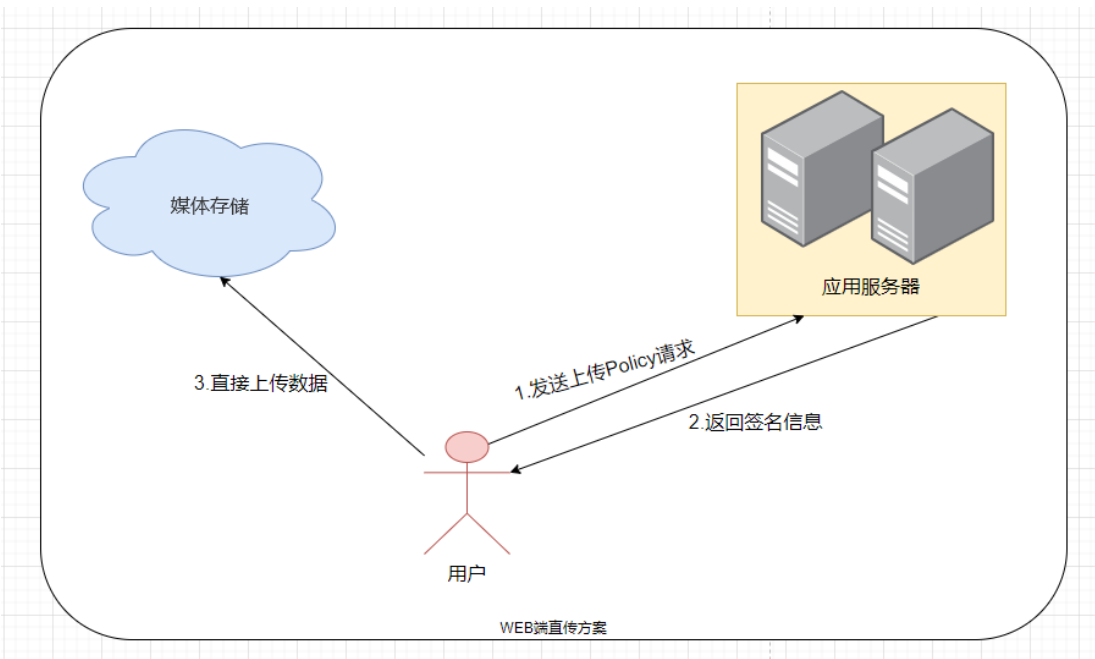 媒体存储
应用服务器
1.发送上传Policy请求
3.直接上传数据
2.返回签名信息
用户
WEB端直传方案